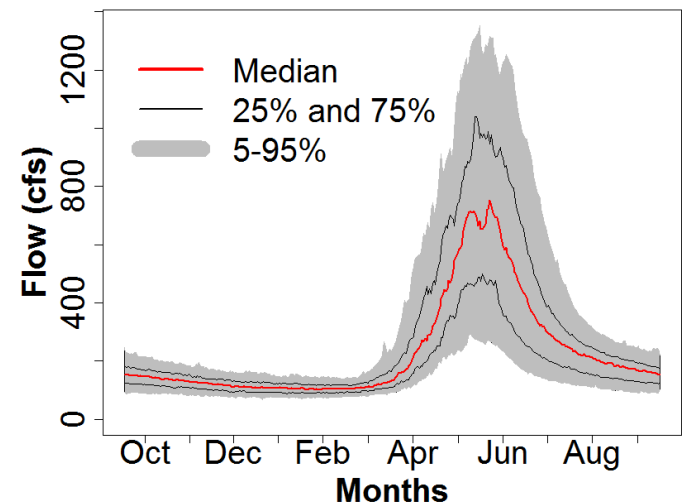 1200
800
400
0
Flow (cfs)
Median
25% and 75%
5-95%
Oct Dec Feb Apr Jun Aug
Months